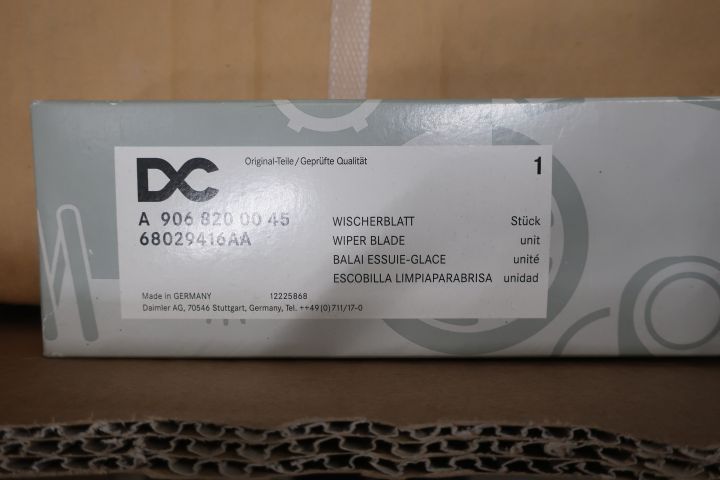 DC Original-Teile/Geprüfte Qualität 1
A 906 820 00 45
68029416AA
WISCHERBLATT Stück
WIPER BLADE unit
BALAI ESSUIE-GLACE unité
ESCOBILLA LIMPIAPARABRISA unidad
Made in GERMANY 12225868
Daimler AG, 70546 Stuttgart, Germany, Tel. ++49(0)711/17-0